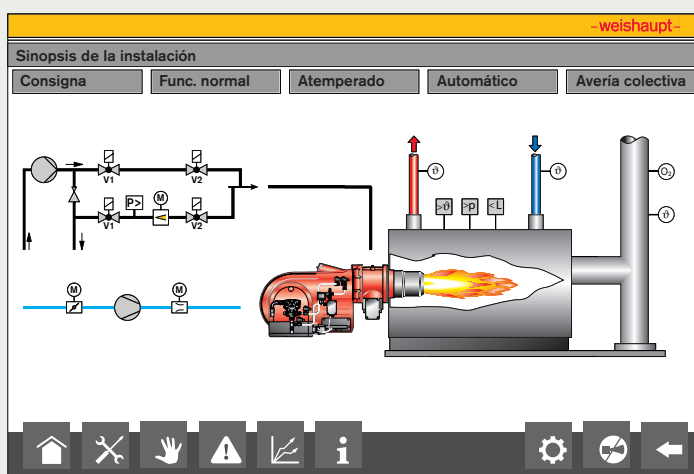 -weishaupt-
Sinopsis de la instalación
Consigna
Func. normal
Atemperado
Automático
Avería colectiva
V1
V2
P>
M
V1
V2
M
M
ϑ
ϑ
O₂
>ϑ
>p
<L
ϑ